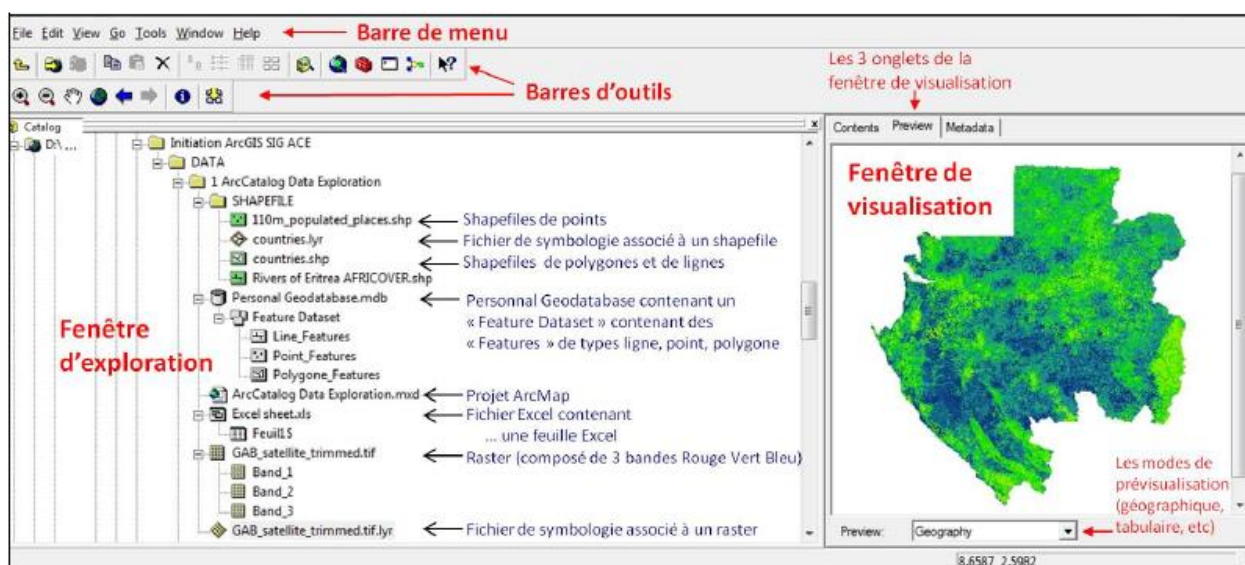 File Edit View Go Tools Window Help
Barre de menu
Barres d'outils
Les 3 onglets de la
fenêtre de visualisation
Catalog
D:\ ...
Initiation ArcGIS SIG ACE
DATA
1 ArcCatalog Data Exploration
SHAPEFILE
110m_populated_places.shp
Shapefiles de points
countries.lyr
Fichier de symbologie associé à un shapefile
countries.shp
Shapefiles de polygones et de lignes
Rivers of Eritrea AFRICOVER.shp
Personal Geodatabase.mdb
Personnal Geodatabase contenant un
Feature Dataset
« Feature Dataset » contenant des
Line_Features
« Features » de types ligne, point, polygone
Point_Features
Polygone_Features
ArcCatalog Data Exploration.mxd
Projet ArcMap
Excel sheet.xls
Fichier Excel contenant
Feuil1$
... une feuille Excel
GAB_satellite_trimmed.tif
Raster (composé de 3 bandes Rouge Vert Bleu)
Band_1
Band_2
Band_3
GAB_satellite_trimmed.tif.lyr
Fichier de symbologie associé à un raster
Fenêtre
d'exploration
Contents Preview Metadata
Fenêtre de
visualisation
Les modes de
prévisualisation
(géographique,
tabulaire, etc)
Preview: Geography
8.6587 2.5982